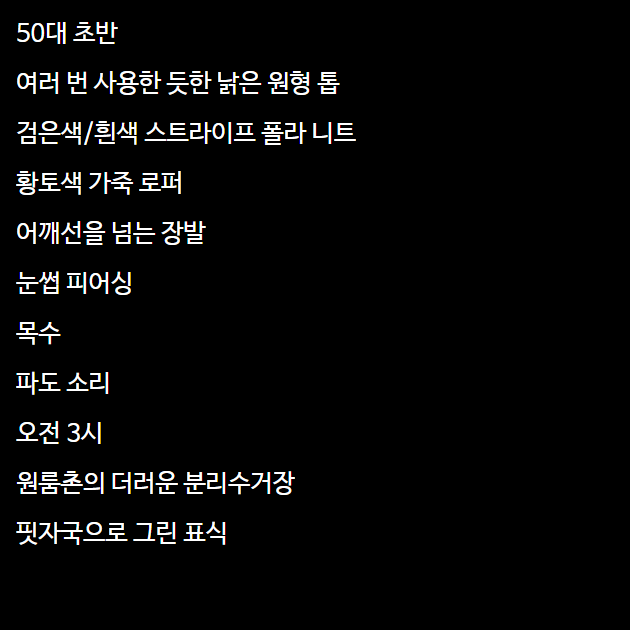 50대 초반
여러 번 사용한 듯한 낡은 원형 톱
검은색/흰색 스트라이프 폴라 니트
황토색 가죽 로퍼
어깨선을 넘는 장발
눈썹 피어싱
목수
파도 소리
오전 3시
원룸촌의 더러운 분리수거장
핏자국으로 그린 표식